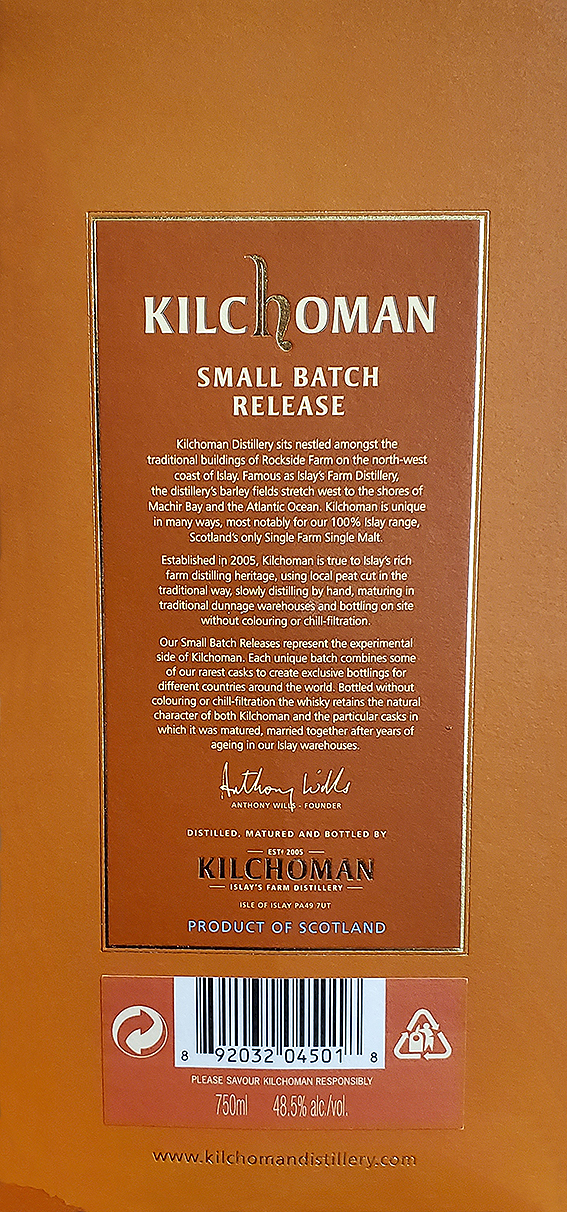 KILCHOMAN
SMALL BATCH
RELEASE
Kilchoman Distillery sits nestled amongst the
traditional buildings of Rockside Farm on the north-west
coast of Islay. Famous as Islay's Farm Distillery,
the distillery's barley fields stretch west to the shores of
Machir Bay and the Atlantic Ocean. Kilchoman is unique
in many ways, most notably for our 100% Islay range,
Scotland's only Single Farm Single Malt.
Established in 2005, Kilchoman is true to Islay's rich
farm distilling heritage, using local peat cut in the
traditional way, slowly distilling by hand, maturing in
traditional dunnage warehouses and bottling on site
without colouring or chill-filtration.
Our Small Batch Releases represent the experimental
side of Kilchoman. Each unique batch combines some
of our rarest casks to create exclusive bottlings for
different countries around the world. Bottled without
colouring or chill-filtration the whisky retains the natural
character of both Kilchoman and the particular casks in
which it was matured, married together after years of
ageing in our Islay warehouses.
Anthony Wills
ANTHONY WILLS - FOUNDER
DISTILLED, MATURED AND BOTTLED BY
ESTd 2005
KILCHOMAN
ISLAY'S FARM DISTILLERY
ISLE OF ISLAY PA49 7UT
PRODUCT OF SCOTLAND
8 92032 04501 8
PLEASE SAVOUR KILCHOMAN RESPONSIBLY
750ml 48.5% alc./vol.
www.kilchomandistillery.com